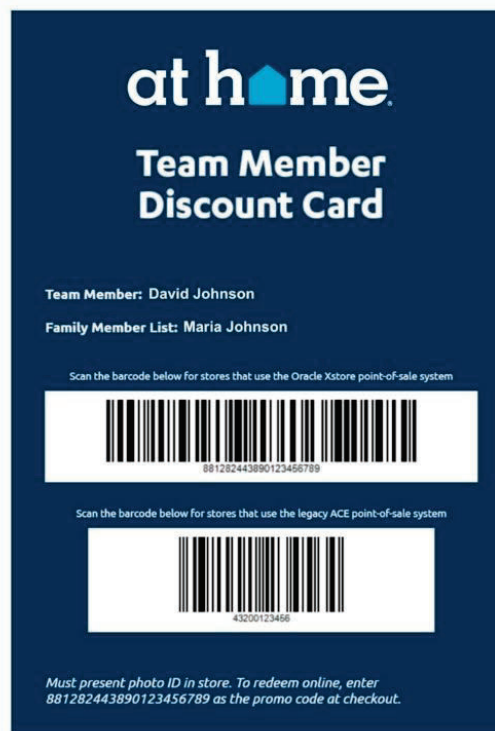 at home
Team Member
Discount Card
Team Member: David Johnson
Family Member List: Maria Johnson
Scan the barcode below for stores that use the Oracle Xstore point-of-sale system
881282443890123456789
Scan the barcode below for stores that use the legacy ACE point-of-sale system
43200123456
Must present photo ID in store. To redeem online, enter
881282443890123456789 as the promo code at checkout.